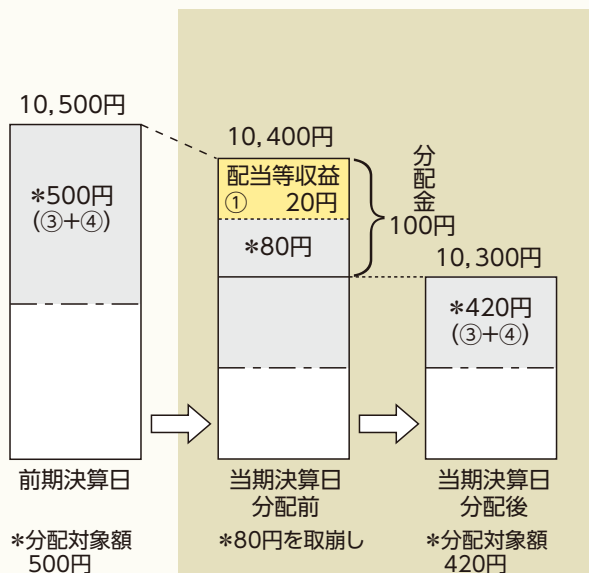 10,500円
*500円
(③+④)
前期決算日
*分配対象額
500円
10,400円
配当等収益
① 20円
*80円
分配金
100円
当期決算日
分配前
*80円を取崩し
10,300円
*420円
(③+④)
当期決算日
分配後
*分配対象額
420円